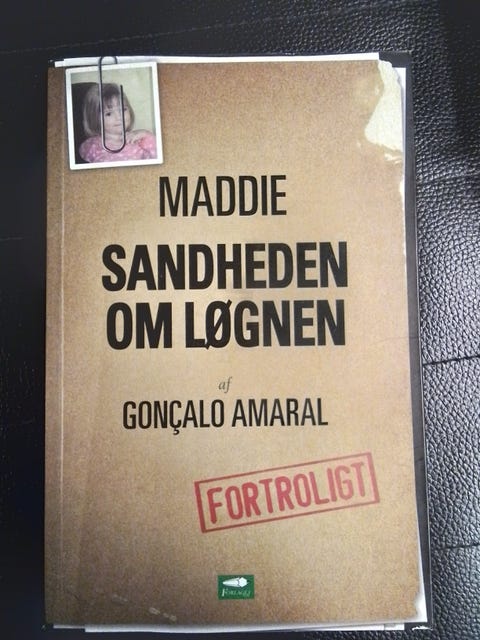 MADDIE
SANDHEDEN
OM LØGNEN
af
GONÇALO AMARAL
FORTROLIGT